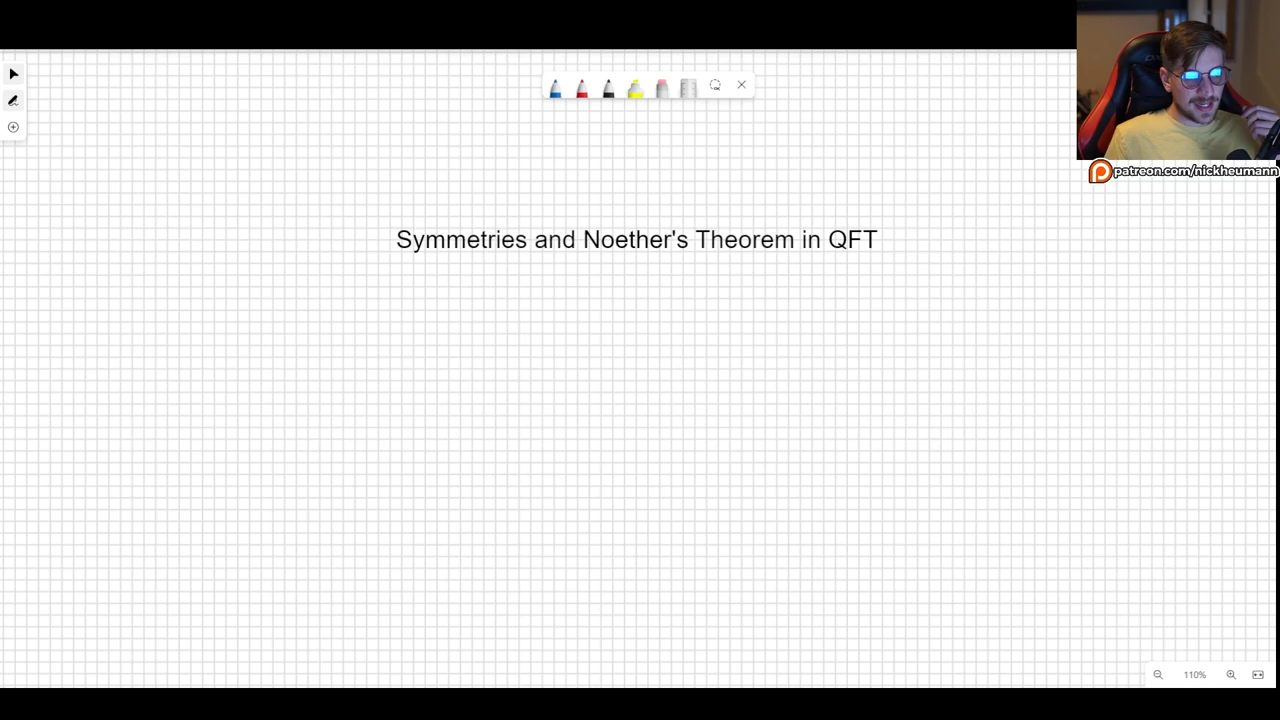 patreon.com/nickheumann
Symmetries and Noether's Theorem in QFT
110%